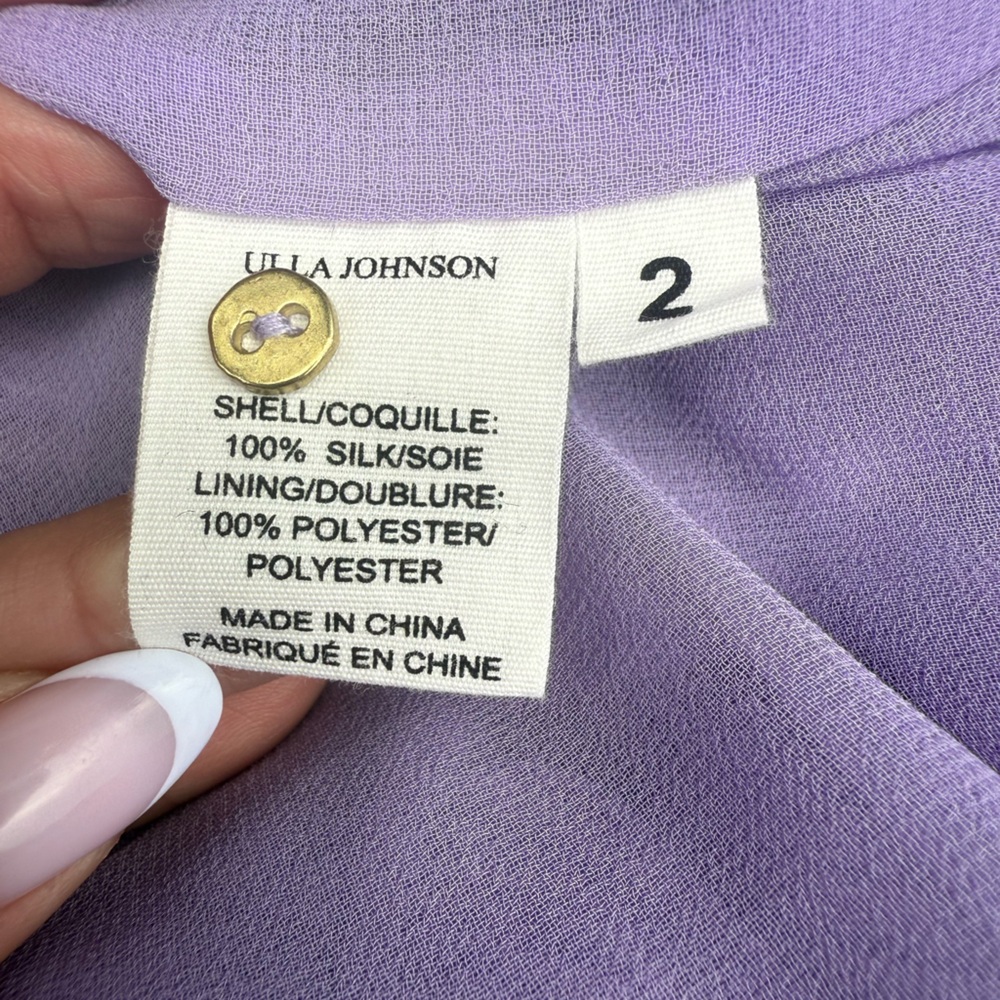 ULLA JOHNSON
2
SHELL/COQUILLE:
100% SILK/SOIE
LINING/DOUBLURE:
100% POLYESTER/
POLYESTER
MADE IN CHINA
FABRIQUÉ EN CHINE